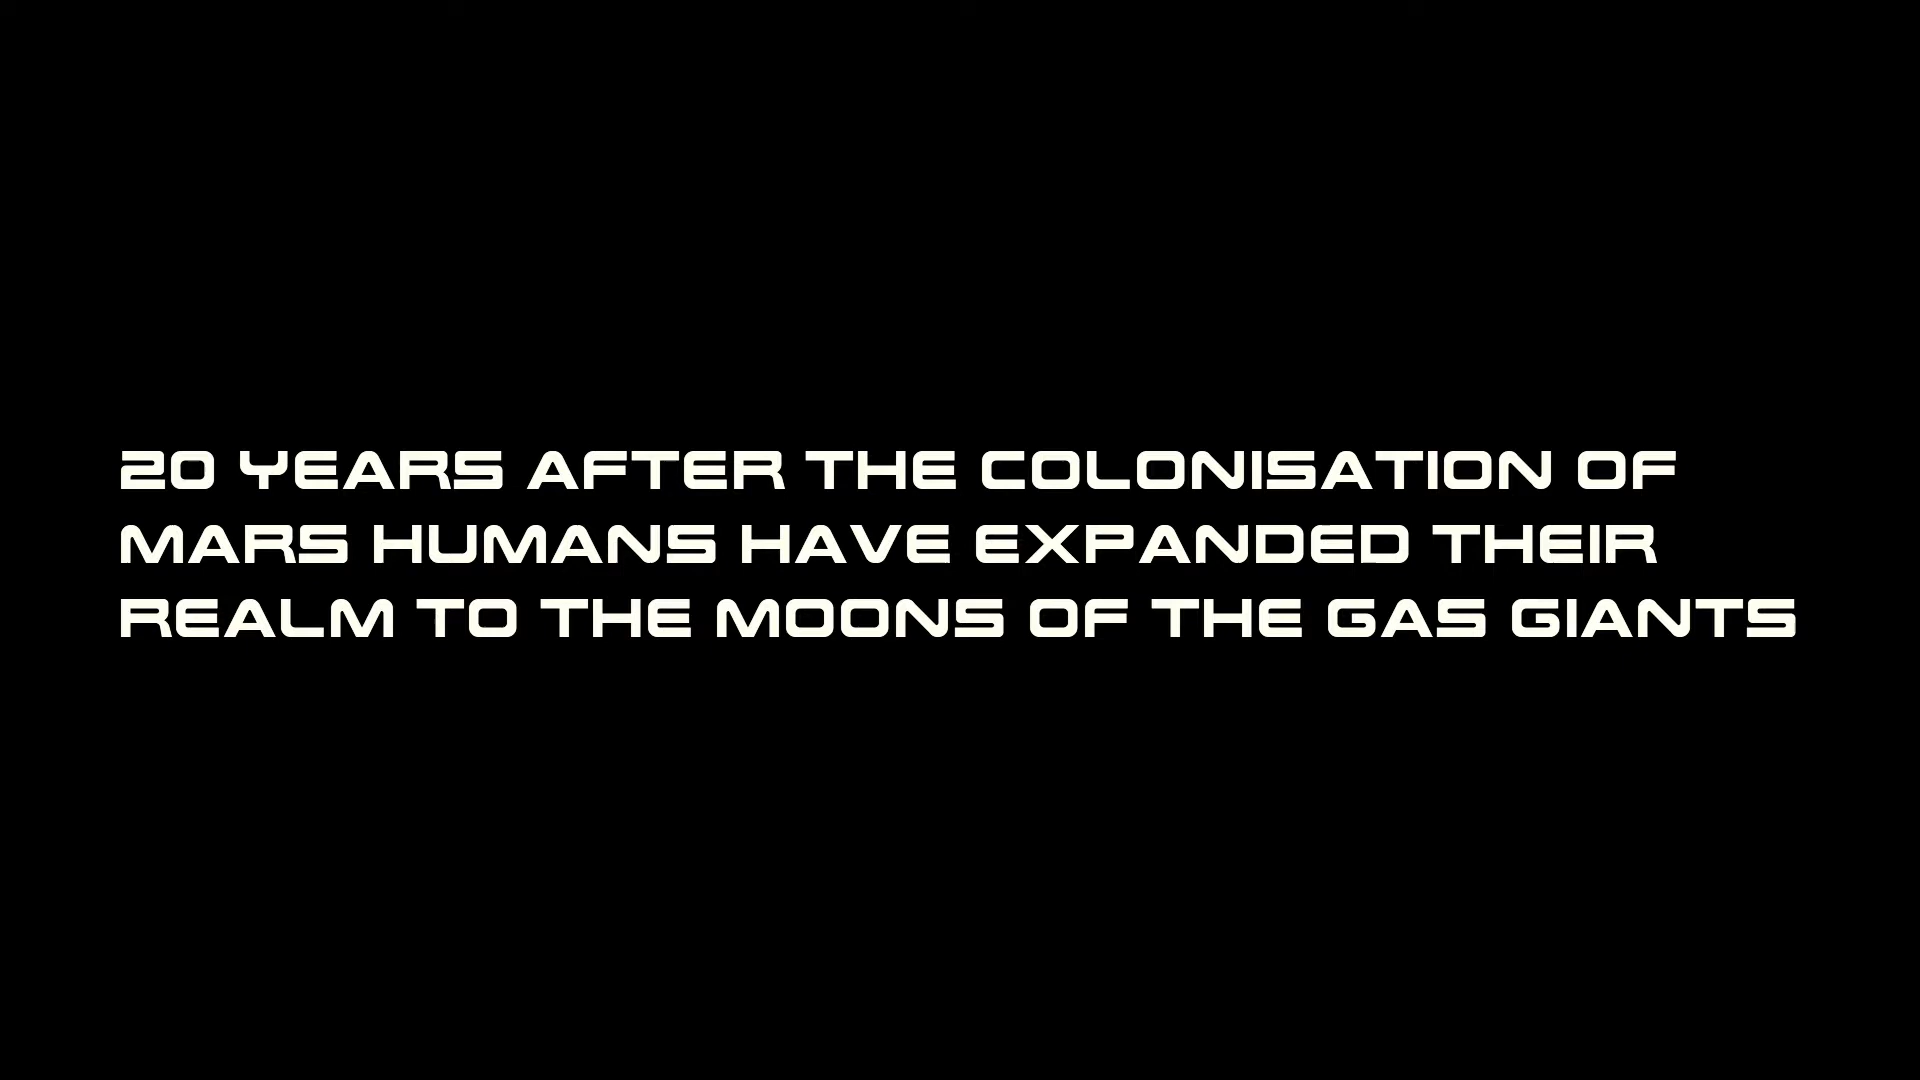 20 YEARS AFTER THE COLONISATION OF
MARS HUMANS HAVE EXPANDED THEIR
REALM TO THE MOONS OF THE GAS GIANTS